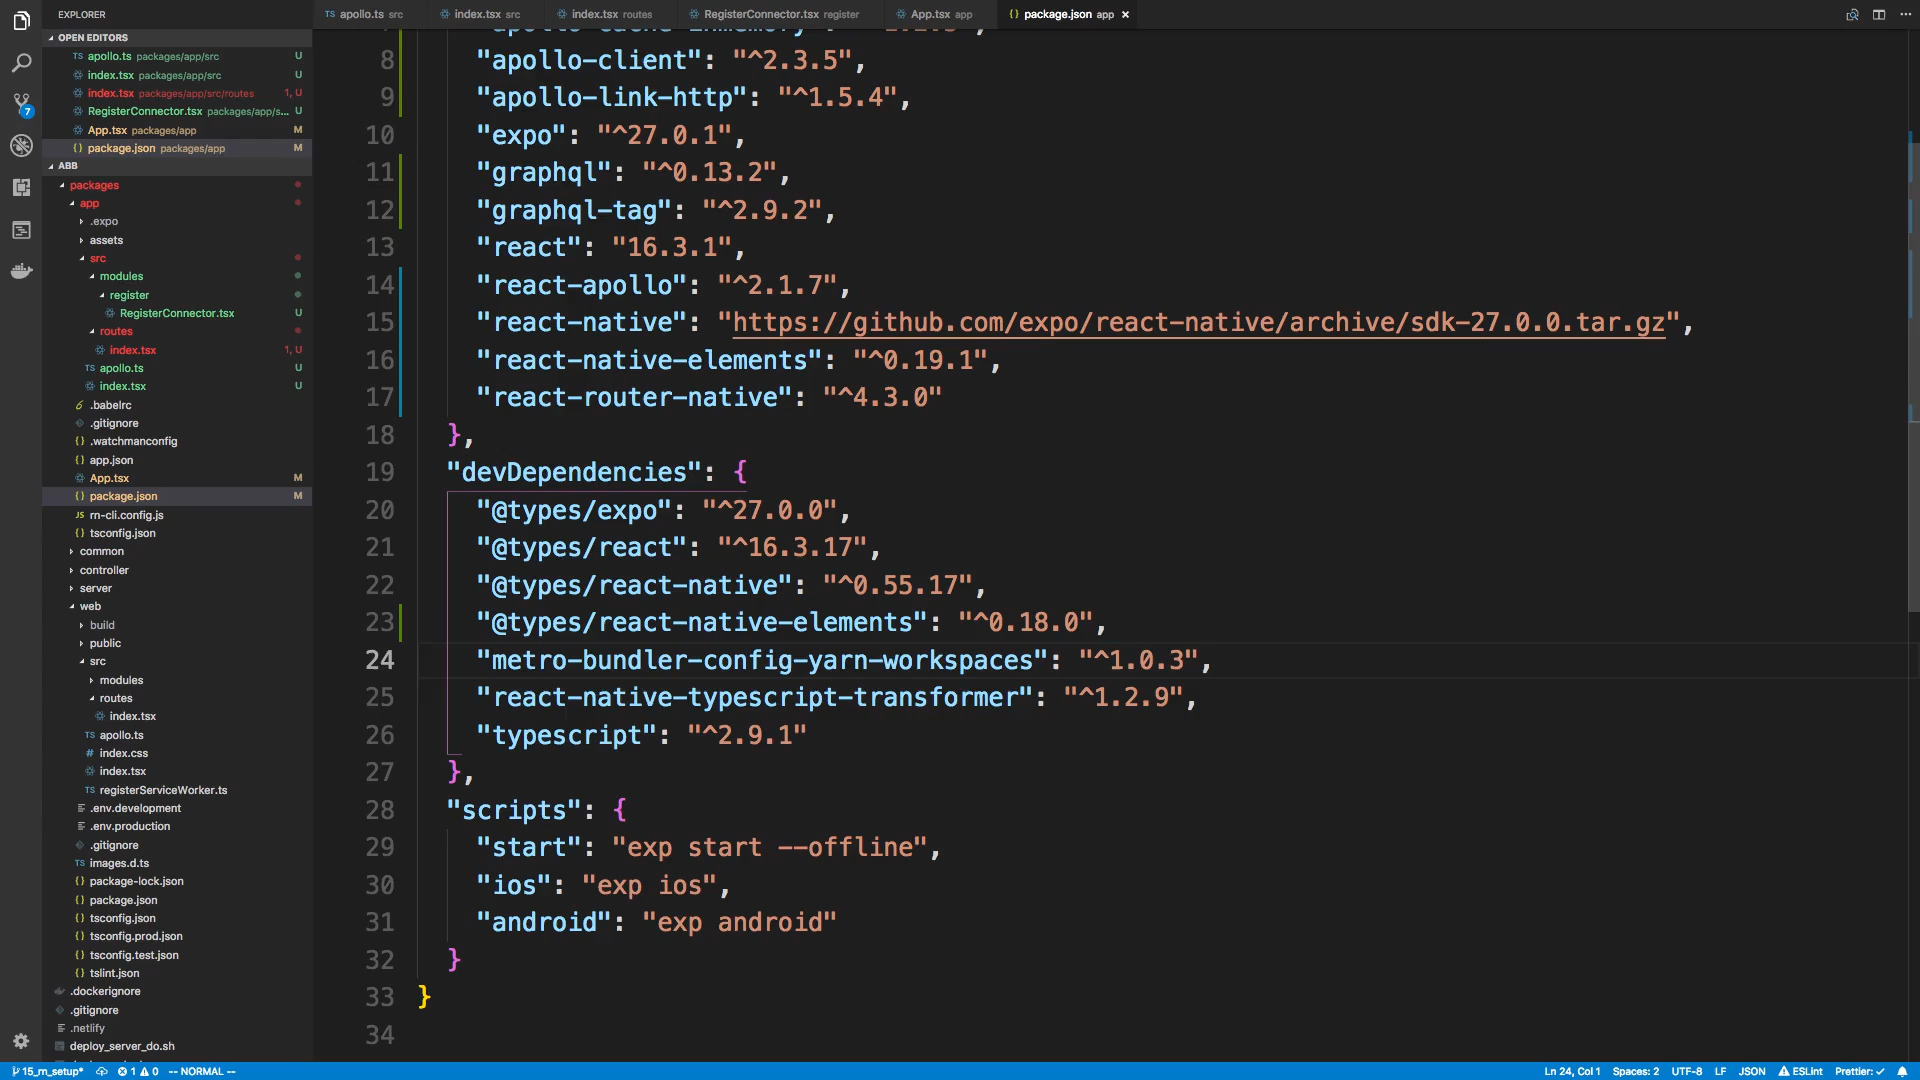 EXPLORER
OPEN EDITORS
TS apollo.ts packages/app/src U
index.tsx packages/app/src U
index.tsx packages/app/src/routes 1, U
RegisterConnector.tsx packages/app/s... U
App.tsx packages/app M
{} package.json packages/app M
ABB
packages
app
.expo
assets
src
modules
register
RegisterConnector.tsx U
routes
index.tsx 1, U
TS apollo.ts U
index.tsx U
.babelrc
.gitignore
{} .watchmanconfig
{} app.json
App.tsx M
{} package.json M
JS rn-cli.config.js
{} tsconfig.json
common
controller
server
web
build
public
src
modules
routes
index.tsx
TS apollo.ts
# index.css
index.tsx
TS registerServiceWorker.ts
.env.development
.env.production
.gitignore
TS images.d.ts
{} package-lock.json
{} package.json
{} tsconfig.json
{} tsconfig.prod.json
{} tsconfig.test.json
{} tslint.json
.dockerignore
.gitignore
.netlify
deploy_server_do.sh
7
TS apollo.ts src index.tsx src index.tsx routes RegisterConnector.tsx register App.tsx app {} package.json app ×
8 "apollo-client": "^2.3.5",
9 "apollo-link-http": "^1.5.4",
10 "expo": "^27.0.1",
11 "graphql": "^0.13.2",
12 "graphql-tag": "^2.9.2",
13 "react": "16.3.1",
14 "react-apollo": "^2.1.7",
15 "react-native": "https://github.com/expo/react-native/archive/sdk-27.0.0.tar.gz",
16 "react-native-elements": "^0.19.1",
17 "react-router-native": "^4.3.0"
18 },
19 "devDependencies": {
20 "@types/expo": "^27.0.0",
21 "@types/react": "^16.3.17",
22 "@types/react-native": "^0.55.17",
23 "@types/react-native-elements": "^0.18.0",
24 "metro-bundler-config-yarn-workspaces": "^1.0.3",
25 "react-native-typescript-transformer": "^1.2.9",
26 "typescript": "^2.9.1"
27 },
28 "scripts": {
29 "start": "exp start --offline",
30 "ios": "exp ios",
31 "android": "exp android"
32 }
33 }
34
15_m_setup* 1 0 -- NORMAL -- Ln 24, Col 1 Spaces: 2 UTF-8 LF JSON ESLint Prettier: ✓